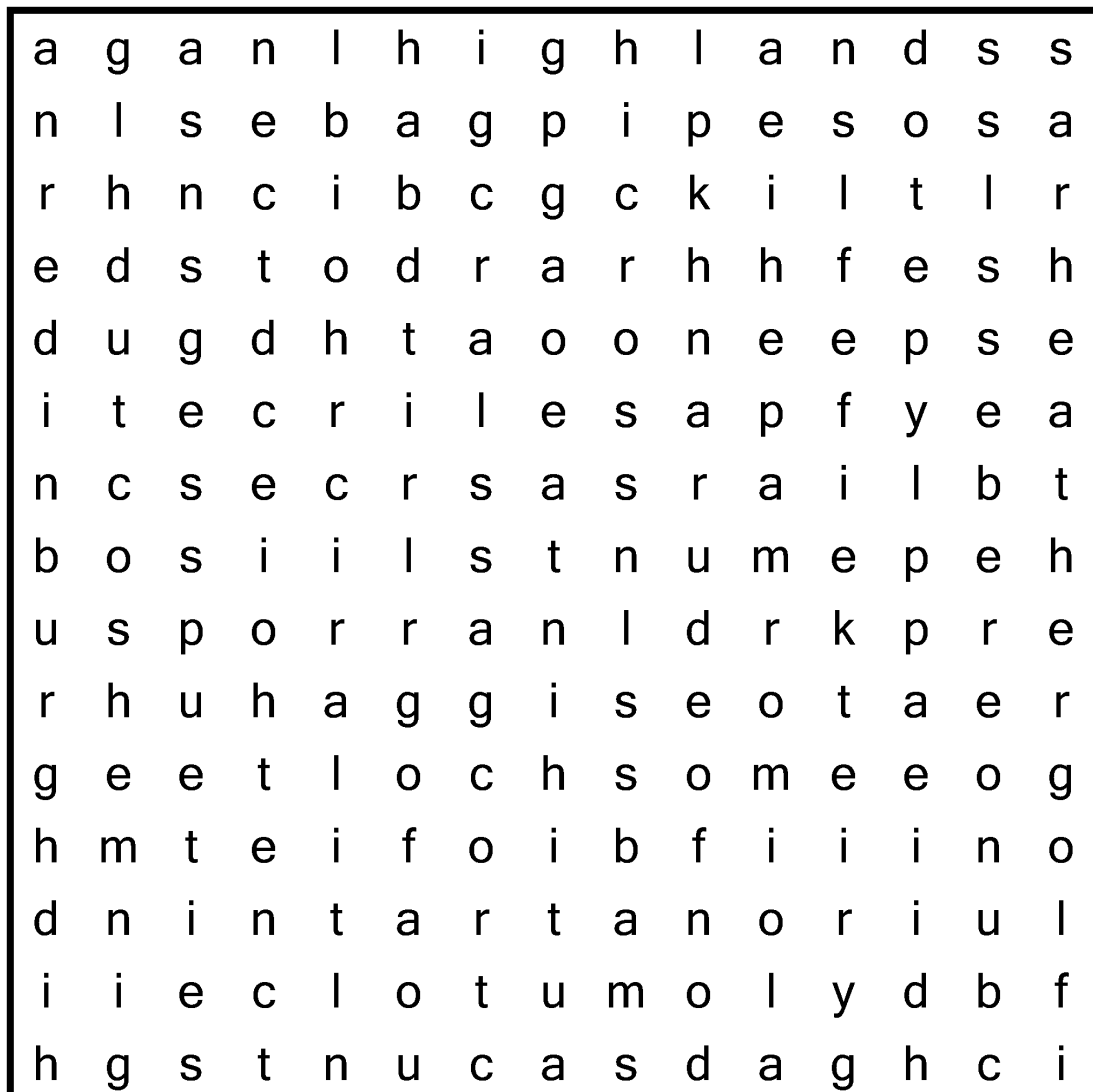 a g a n l h i g h l a n d s s
n l s e b a g p i p e s o s a
r h n c i b c g c k i l t l r
e d s t o d r a r h h f e s h
d u g d h t a o o n e e p s e
i t e c r i l e s a p f y e a
n c s e c r s a s r a i l b t
b o s i i l s t n u m e p e h
u s p o r r a n l d r k p r e
r h u h a g g i s e o t a e r
g e e t l o c h s o m e e o g
h m t e i f o i b f i i i n o
d n i n t a r t a n o r i u l
i i e c l o t u m o l y d b f
h g s t n u c a s d a g h c i